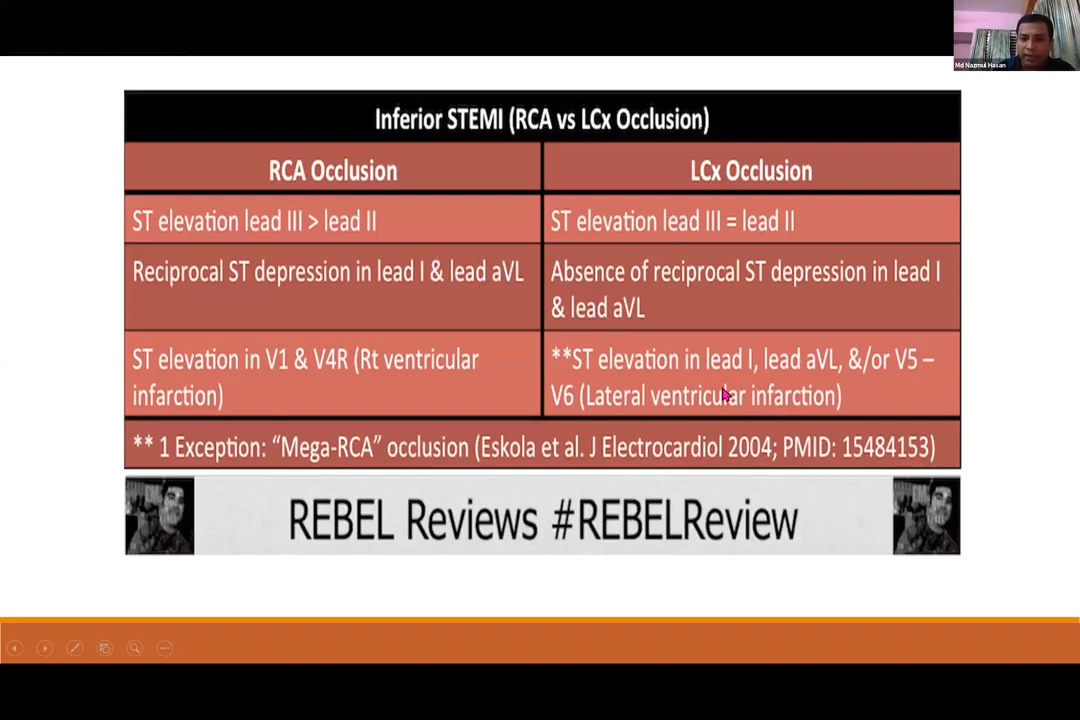 Md Nazmul Hasan
Inferior STEMI (RCA vs LCx Occlusion)
RCA Occlusion
LCx Occlusion
ST elevation lead III > lead II
ST elevation lead III = lead II
Reciprocal ST depression in lead I & lead aVL
Absence of reciprocal ST depression in lead I
& lead aVL
ST elevation in V1 & V4R (Rt ventricular
infarction)
**ST elevation in lead I, lead aVL, &/or V5 –
V6 (Lateral ventricular infarction)
** 1 Exception: “Mega-RCA” occlusion (Eskola et al. J Electrocardiol 2004; PMID: 15484153)
REBEL Reviews #REBELReview